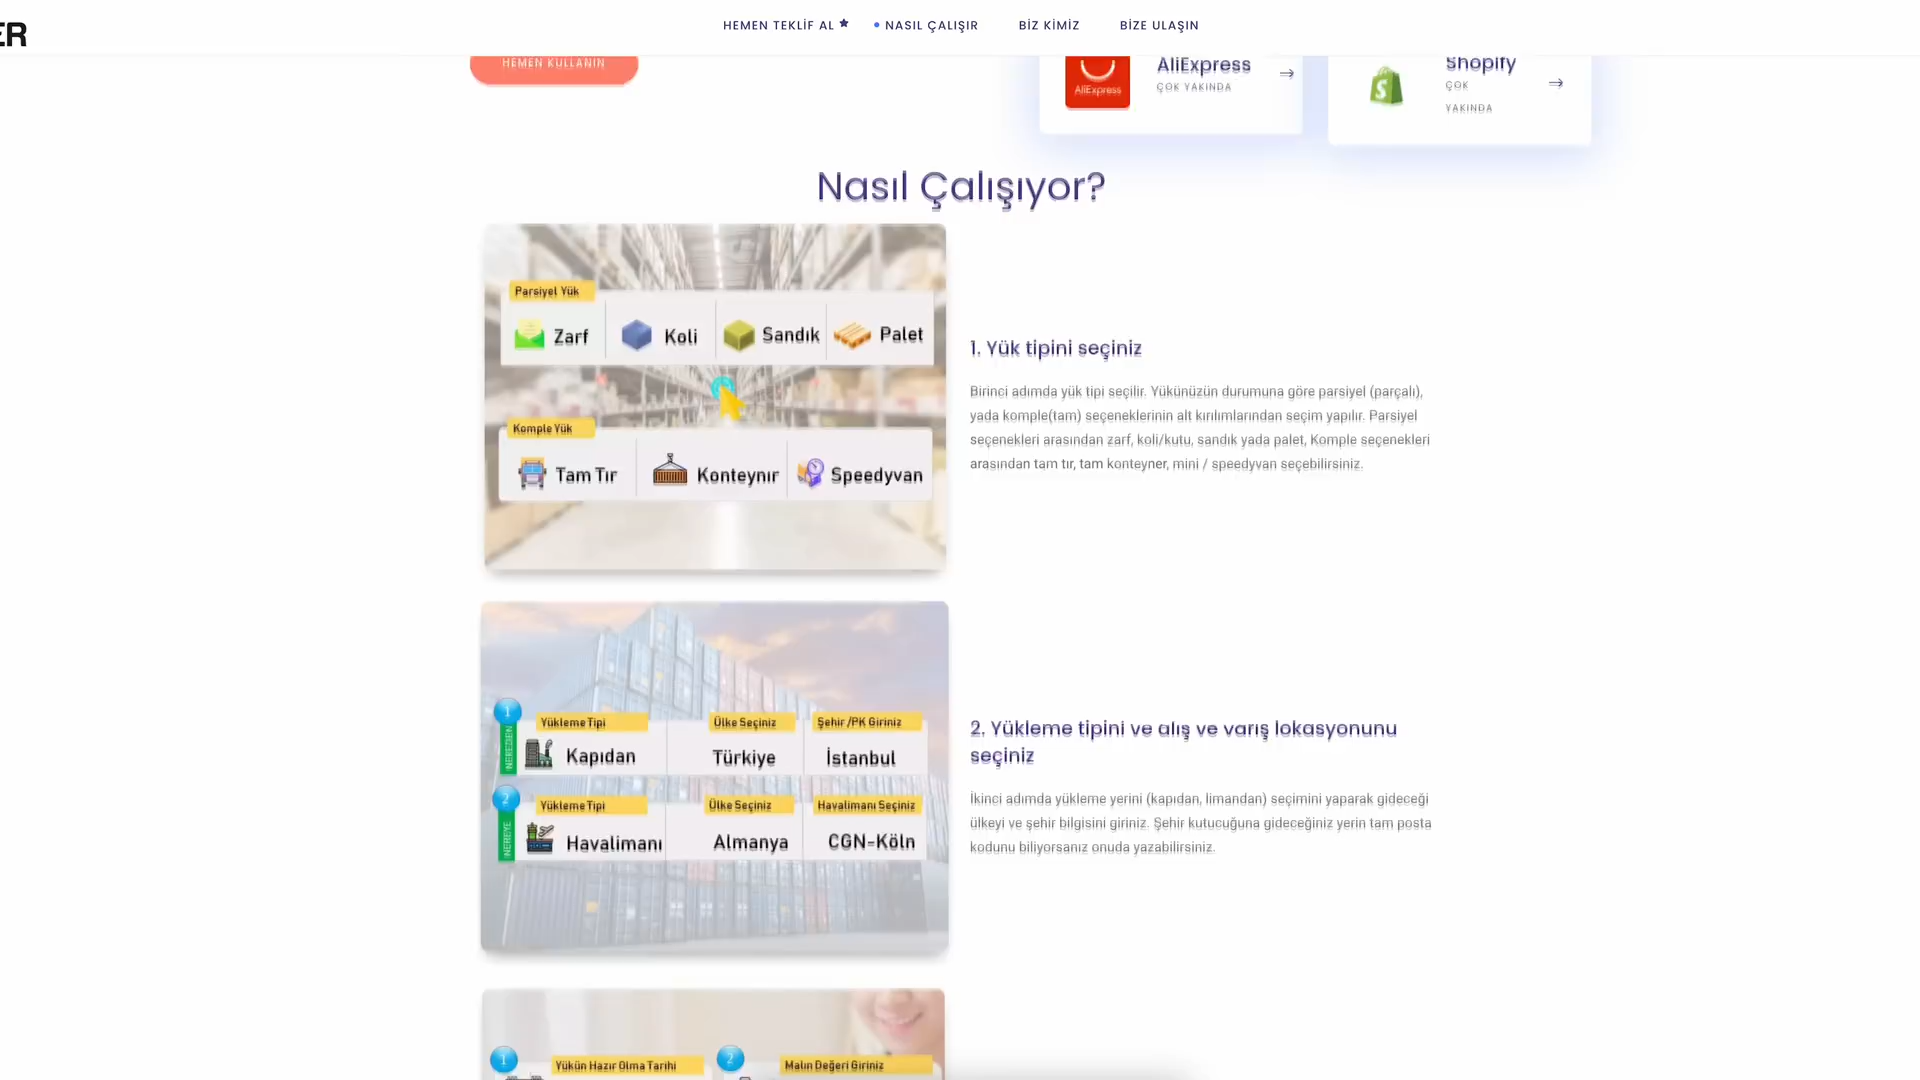 ER
HEMEN TEKLİF AL
NASIL ÇALIŞIR
BİZ KİMİZ
BİZE ULAŞIN
HEMEN KULLANIN
AliExpress
AliExpress
ÇOK YAKINDA
Shopify
ÇOK
YAKINDA
Nasıl Çalışıyor?
Parsiyel Yük
Zarf
Koli
Sandık
Palet
Komple Yük
Tam Tır
Konteynır
Speedyvan
1. Yük tipini seçiniz
Birinci adımda yük tipi seçilir. Yükünüzün durumuna göre parsiyel (parçalı),
yada komple(tam) seçeneklerinin alt kırılımlarından seçim yapılır. Parsiyel
seçenekleri arasından zarf, koli/kutu, sandık yada palet, Komple seçenekleri
arasından tam tır, tam konteyner, mini / speedyvan seçebilirsiniz.
1
NEREDEN
Yükleme Tipi
Kapıdan
Ülke Seçiniz
Türkiye
Şehir /PK Giriniz
İstanbul
2
NEREYE
Yükleme Tipi
Havalimanı
Ülke Seçiniz
Almanya
Havalimanı Seçiniz
CGN-Köln
2. Yükleme tipini ve alış ve varış lokasyonunu
seçiniz
İkinci adımda yükleme yerini (kapıdan, limandan) seçimini yaparak gideceği
ülkeyi ve şehir bilgisini giriniz. Şehir kutucuğuna gideceğiniz yerin tam posta
kodunu biliyorsanız onuda yazabilirsiniz.
1
Yükün Hazır Olma Tarihi
2
Malın Değeri Giriniz